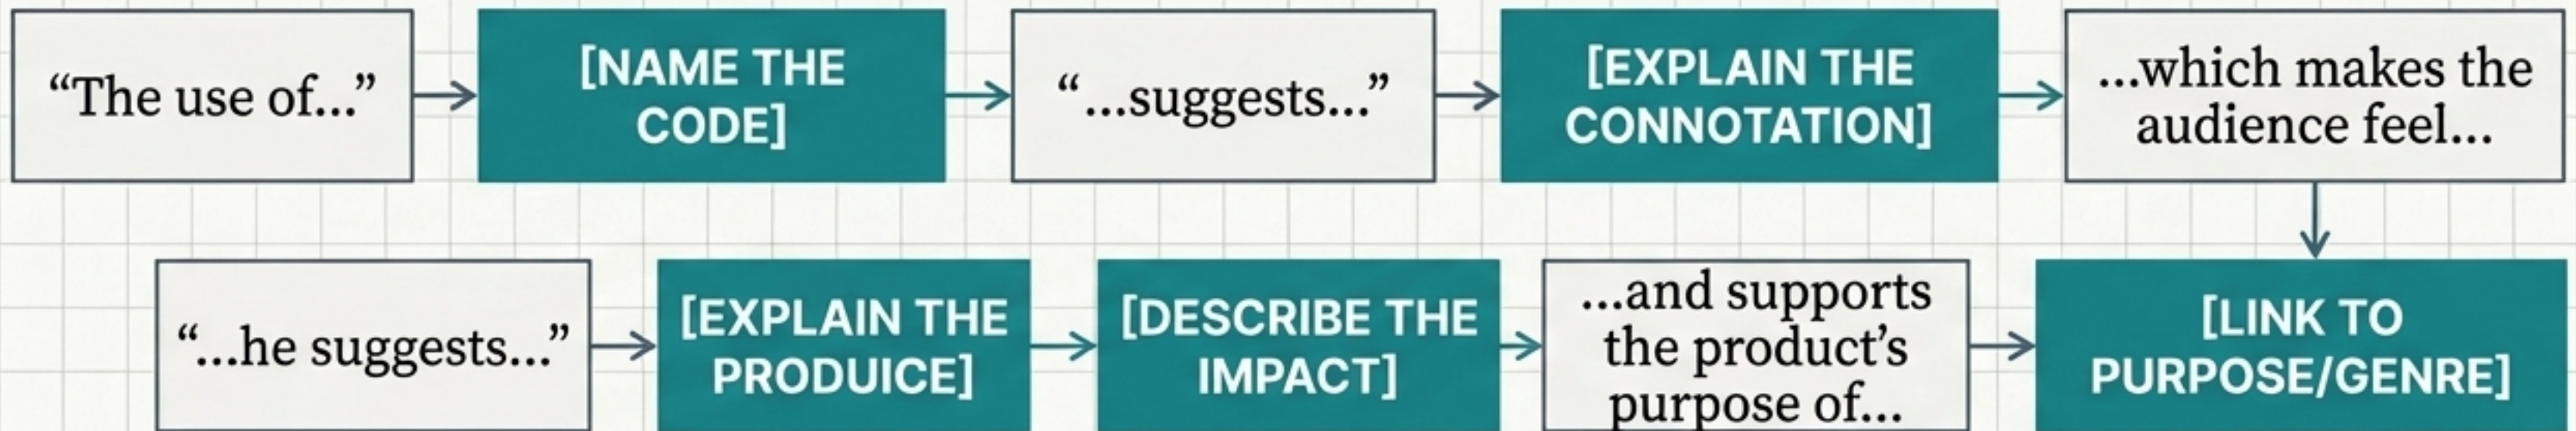 “The use of...”
[NAME THE
CODE]
“...suggests...”
[EXPLAIN THE
CONNOTATION]
...which makes the
audience feel...
“...he suggests...”
[EXPLAIN THE
PRODUICE]
[DESCRIBE THE
IMPACT]
...and supports
the product’s
purpose of...
[LINK TO
PURPOSE/GENRE]